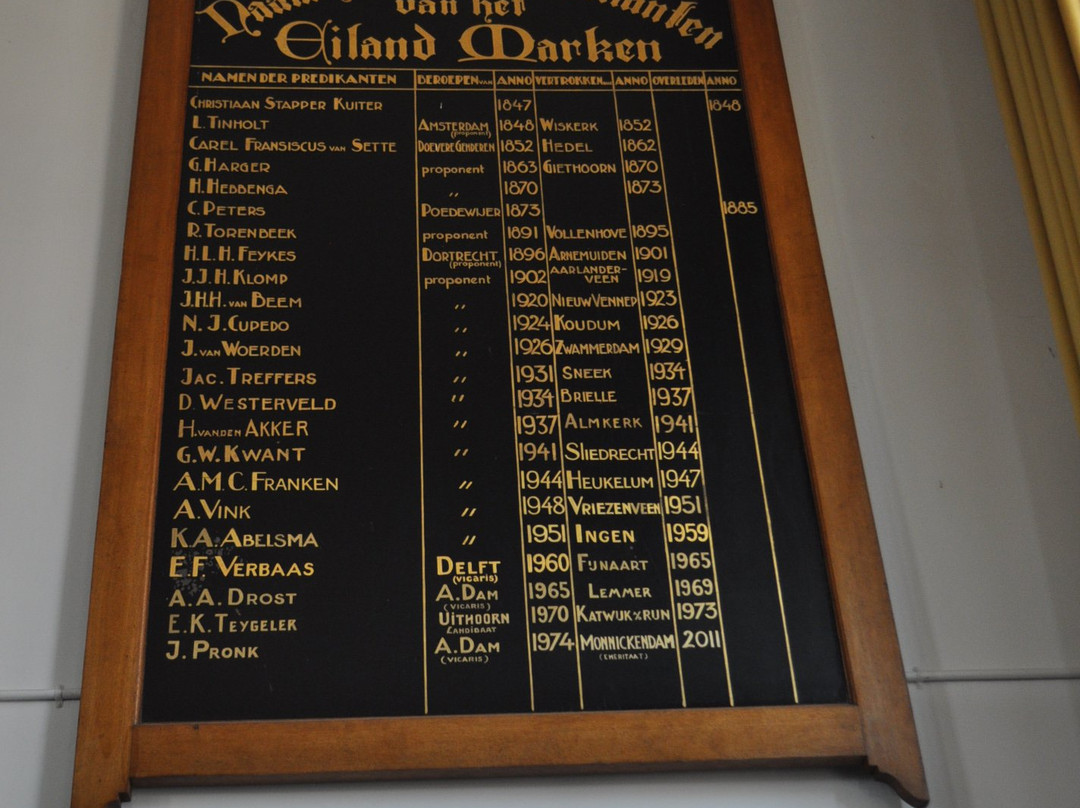 van het
Eiland Marken
NAMEN DER PREDIKANTEN BEROEPEN VAN ANNO VERTROKKEN ANNO OVERLEDEN ANNO
CHRISTIAAN STAPPER KUITER 1847 1848
L. TINHOLT AMSTERDAM (proponent) 1848 WISKERK 1852
CAREL FRANSISCUS VAN SETTE DOEVERE GENDEREN 1852 HEDEL 1862
G. HARGER proponent 1863 GIETHOORN 1870
H. HEBBENGA ,, 1870 1873
C. PETERS POEDEWIJER 1873 1885
R. TORENBEEK proponent 1891 VOLLENHOVE 1895
H.L.H. FEYKES DORTRECHT (proponent) 1896 ARNEMUIDEN 1901
J.J.H. KLOMP proponent 1902 AARLANDER-VEEN 1919
J.H.H. VAN BEEM ,, 1920 NIEUW VENNEP 1923
N. J. CUPEDO ,, 1924 KOUDUM 1926
J. VAN WOERDEN ,, 1926 ZWAMMERDAM 1929
JAC. TREFFERS ,, 1931 SNEEK 1934
D. WESTERVELD ,, 1934 BRIELLE 1937
H. VAN DEN AKKER ,, 1937 ALMKERK 1941
G.W. KWANT ,, 1941 SLIEDRECHT 1944
A.M.C. FRANKEN ,, 1944 HEUKELUM 1947
A. VINK ,, 1948 VRIEZENVEEN 1951
K.A. ABELSMA ,, 1951 INGEN 1959
E.F. VERBAAS DELFT (VICARIS) 1960 FIJNAART 1965
A.A. DROST A.DAM (VICARIS) 1965 LEMMER 1969
E.K. TEYGELER UITHOORN KANDIDAAT 1970 KATWIJK a/d RIJN 1973
J. PRONK A.DAM (VICARIS) 1974 MONNICKENDAM (EMERITAAT) 2011